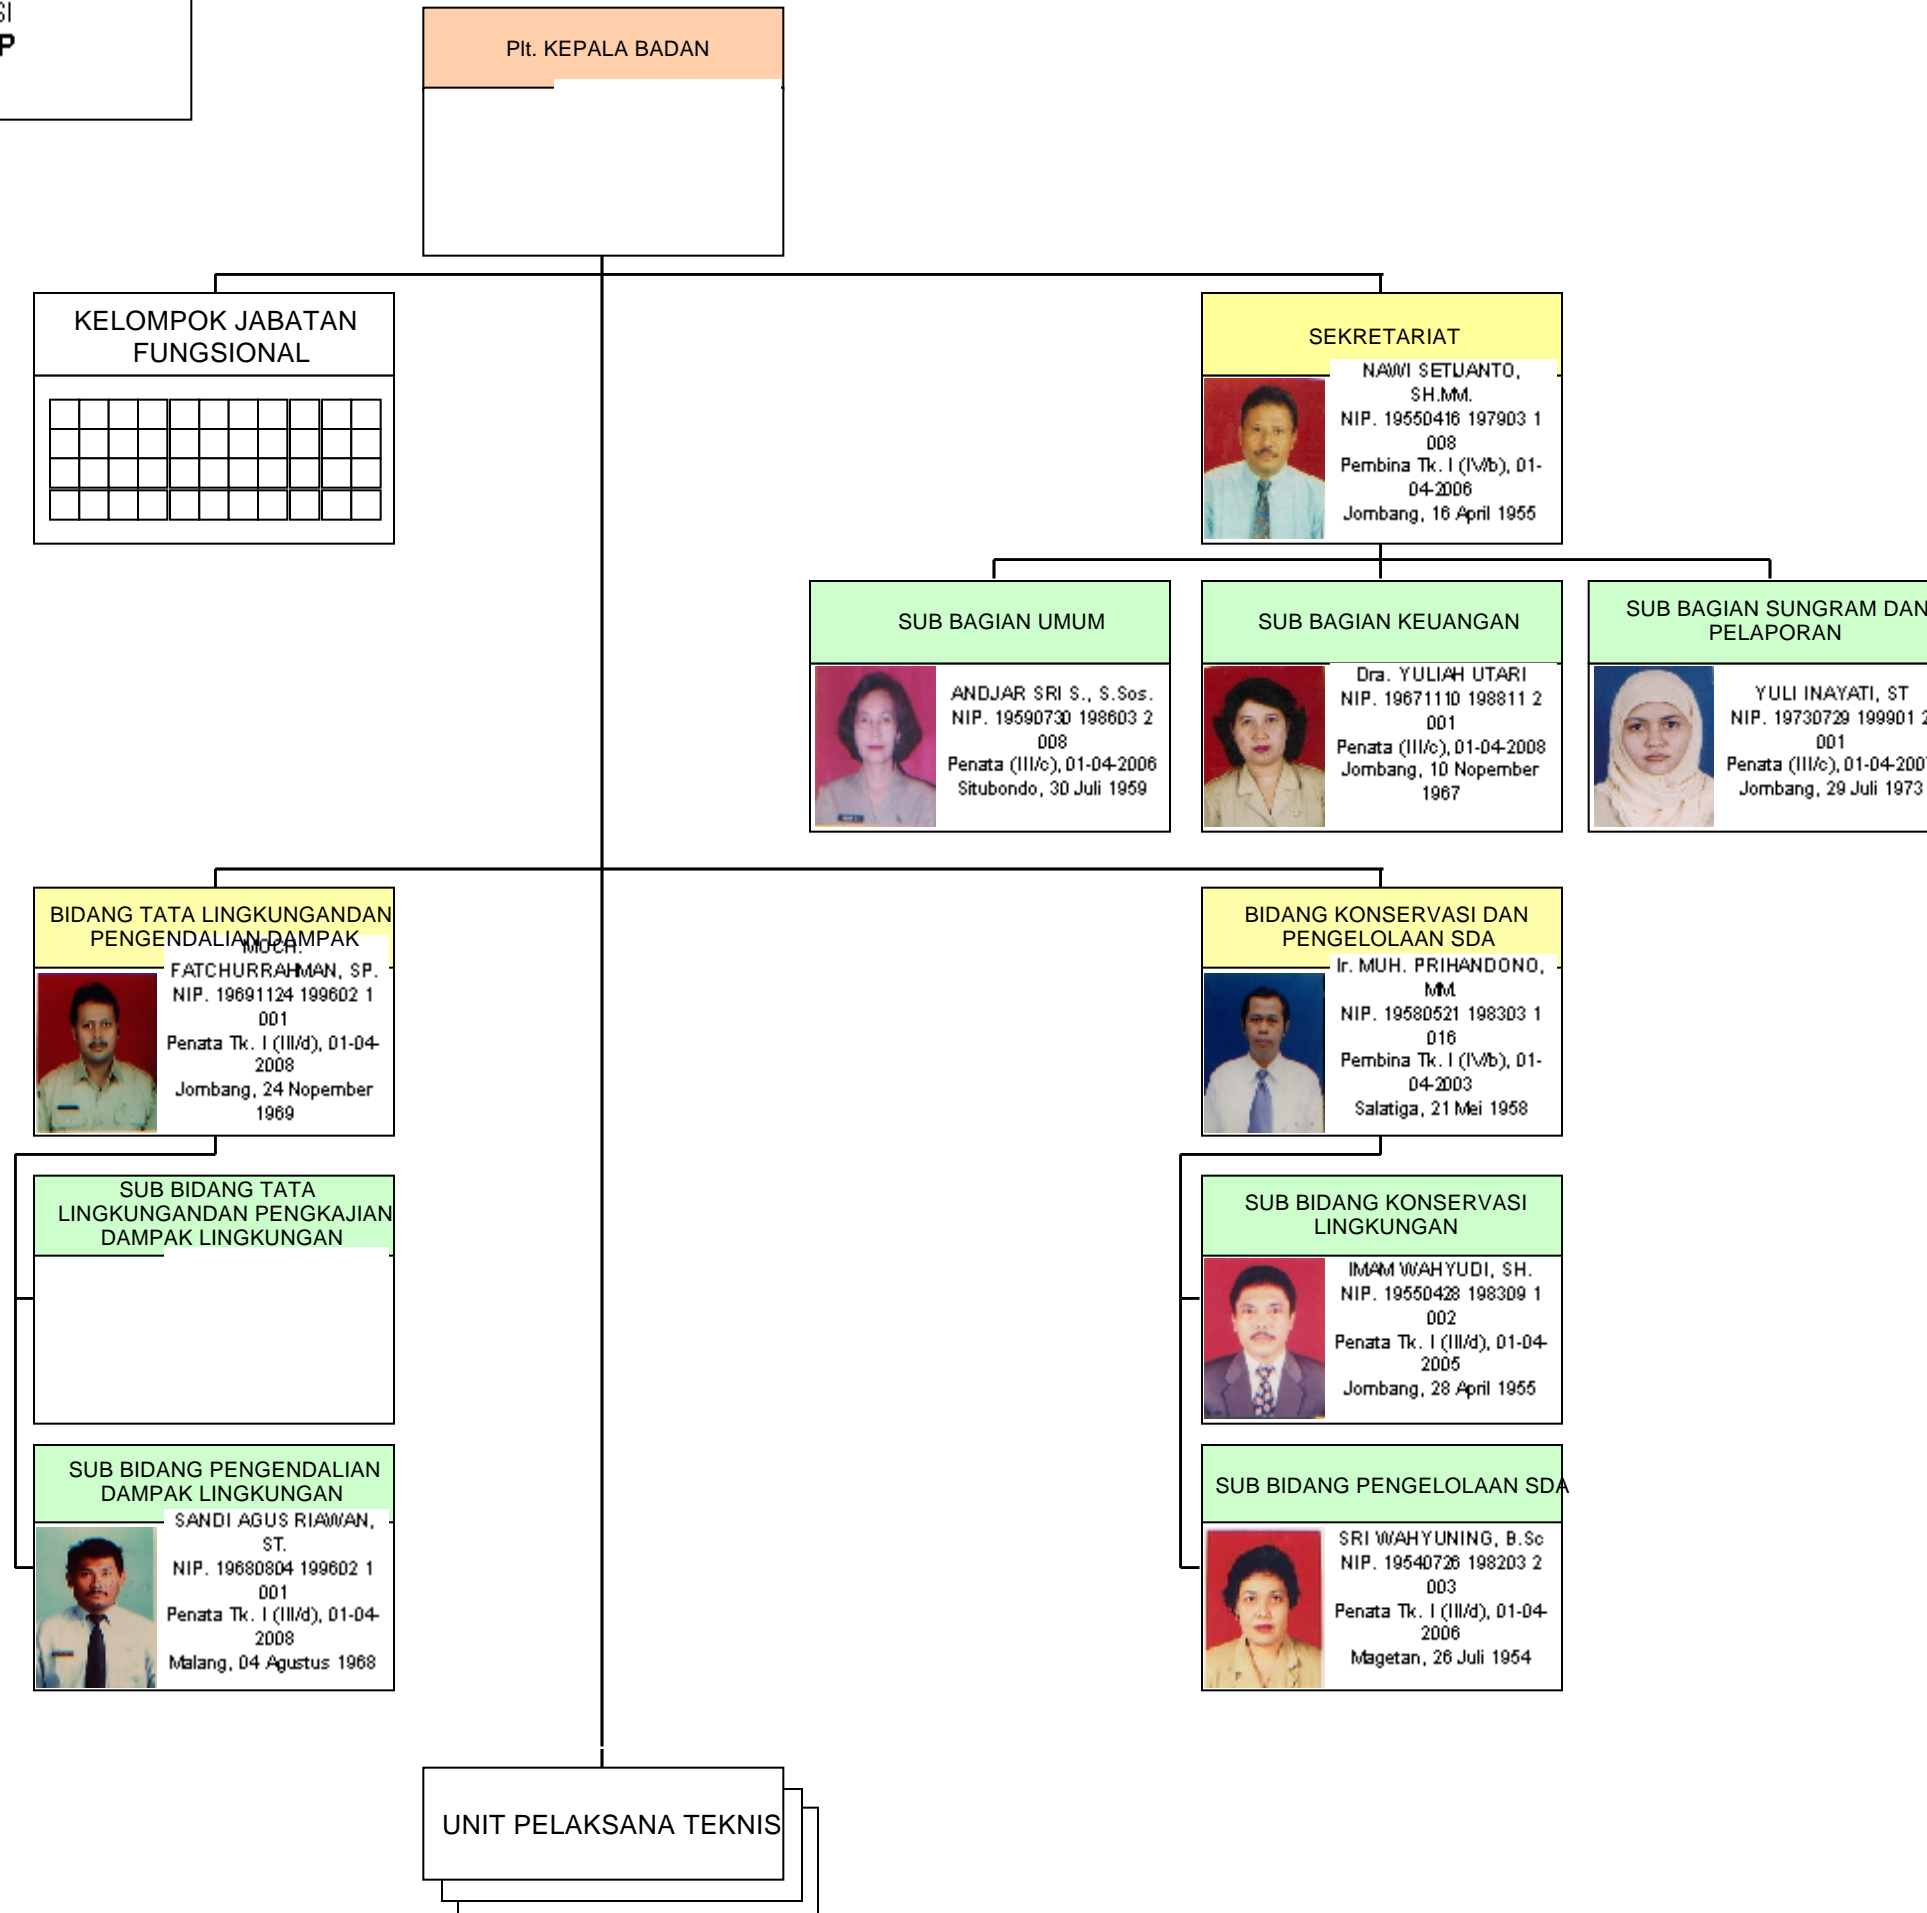 SI
P
Plt. KEPALA BADAN
KELOMPOK JABATAN
FUNGSIONAL
SEKRETARIAT
NAWI SETIJANTO,
SH.MM.
NIP. 19550416 197903 1
008
Pembina Tk. I (IV/b), 01-
04-2006
Jombang, 16 April 1955
SUB BAGIAN UMUM
ANDJAR SRI S., S.Sos.
NIP. 19590730 198603 2
008
Penata (III/c), 01-04-2006
Situbondo, 30 Juli 1959
SUB BAGIAN KEUANGAN
Dra. YULIAH UTARI
NIP. 19671110 198811 2
001
Penata (III/c), 01-04-2008
Jombang, 10 Nopember
1967
SUB BAGIAN SUNGRAM DAN
PELAPORAN
YULI INAYATI, ST
NIP. 19730729 199901 2
001
Penata (III/c), 01-04-2007
Jombang, 29 Juli 1973
BIDANG TATA LINGKUNGANDAN
PENGENDALIAN DAMPAK
MOCH.
FATCHURRAHMAN, SP.
NIP. 19691124 199602 1
001
Penata Tk. I (III/d), 01-04-
2008
Jombang, 24 Nopember
1969
BIDANG KONSERVASI DAN
PENGELOLAAN SDA
Ir. MUH. PRIHANDONO,
MM.
NIP. 19580521 198303 1
016
Pembina Tk. I (IV/b), 01-
04-2003
Salatiga, 21 Mei 1958
SUB BIDANG TATA
LINGKUNGANDAN PENGKAJIAN
DAMPAK LINGKUNGAN
SUB BIDANG KONSERVASI
LINGKUNGAN
IMAM WAHYUDI, SH.
NIP. 19550428 198309 1
002
Penata Tk. I (III/d), 01-04-
2005
Jombang, 28 April 1955
SUB BIDANG PENGENDALIAN
DAMPAK LINGKUNGAN
SANDI AGUS RIAWAN,
ST.
NIP. 19680804 199602 1
001
Penata Tk. I (III/d), 01-04-
2008
Malang, 04 Agustus 1968
SUB BIDANG PENGELOLAAN SDA
SRI WAHYUNING, B.Sc
NIP. 19540726 198203 2
003
Penata Tk. I (III/d), 01-04-
2006
Magetan, 26 Juli 1954
UNIT PELAKSANA TEKNIS